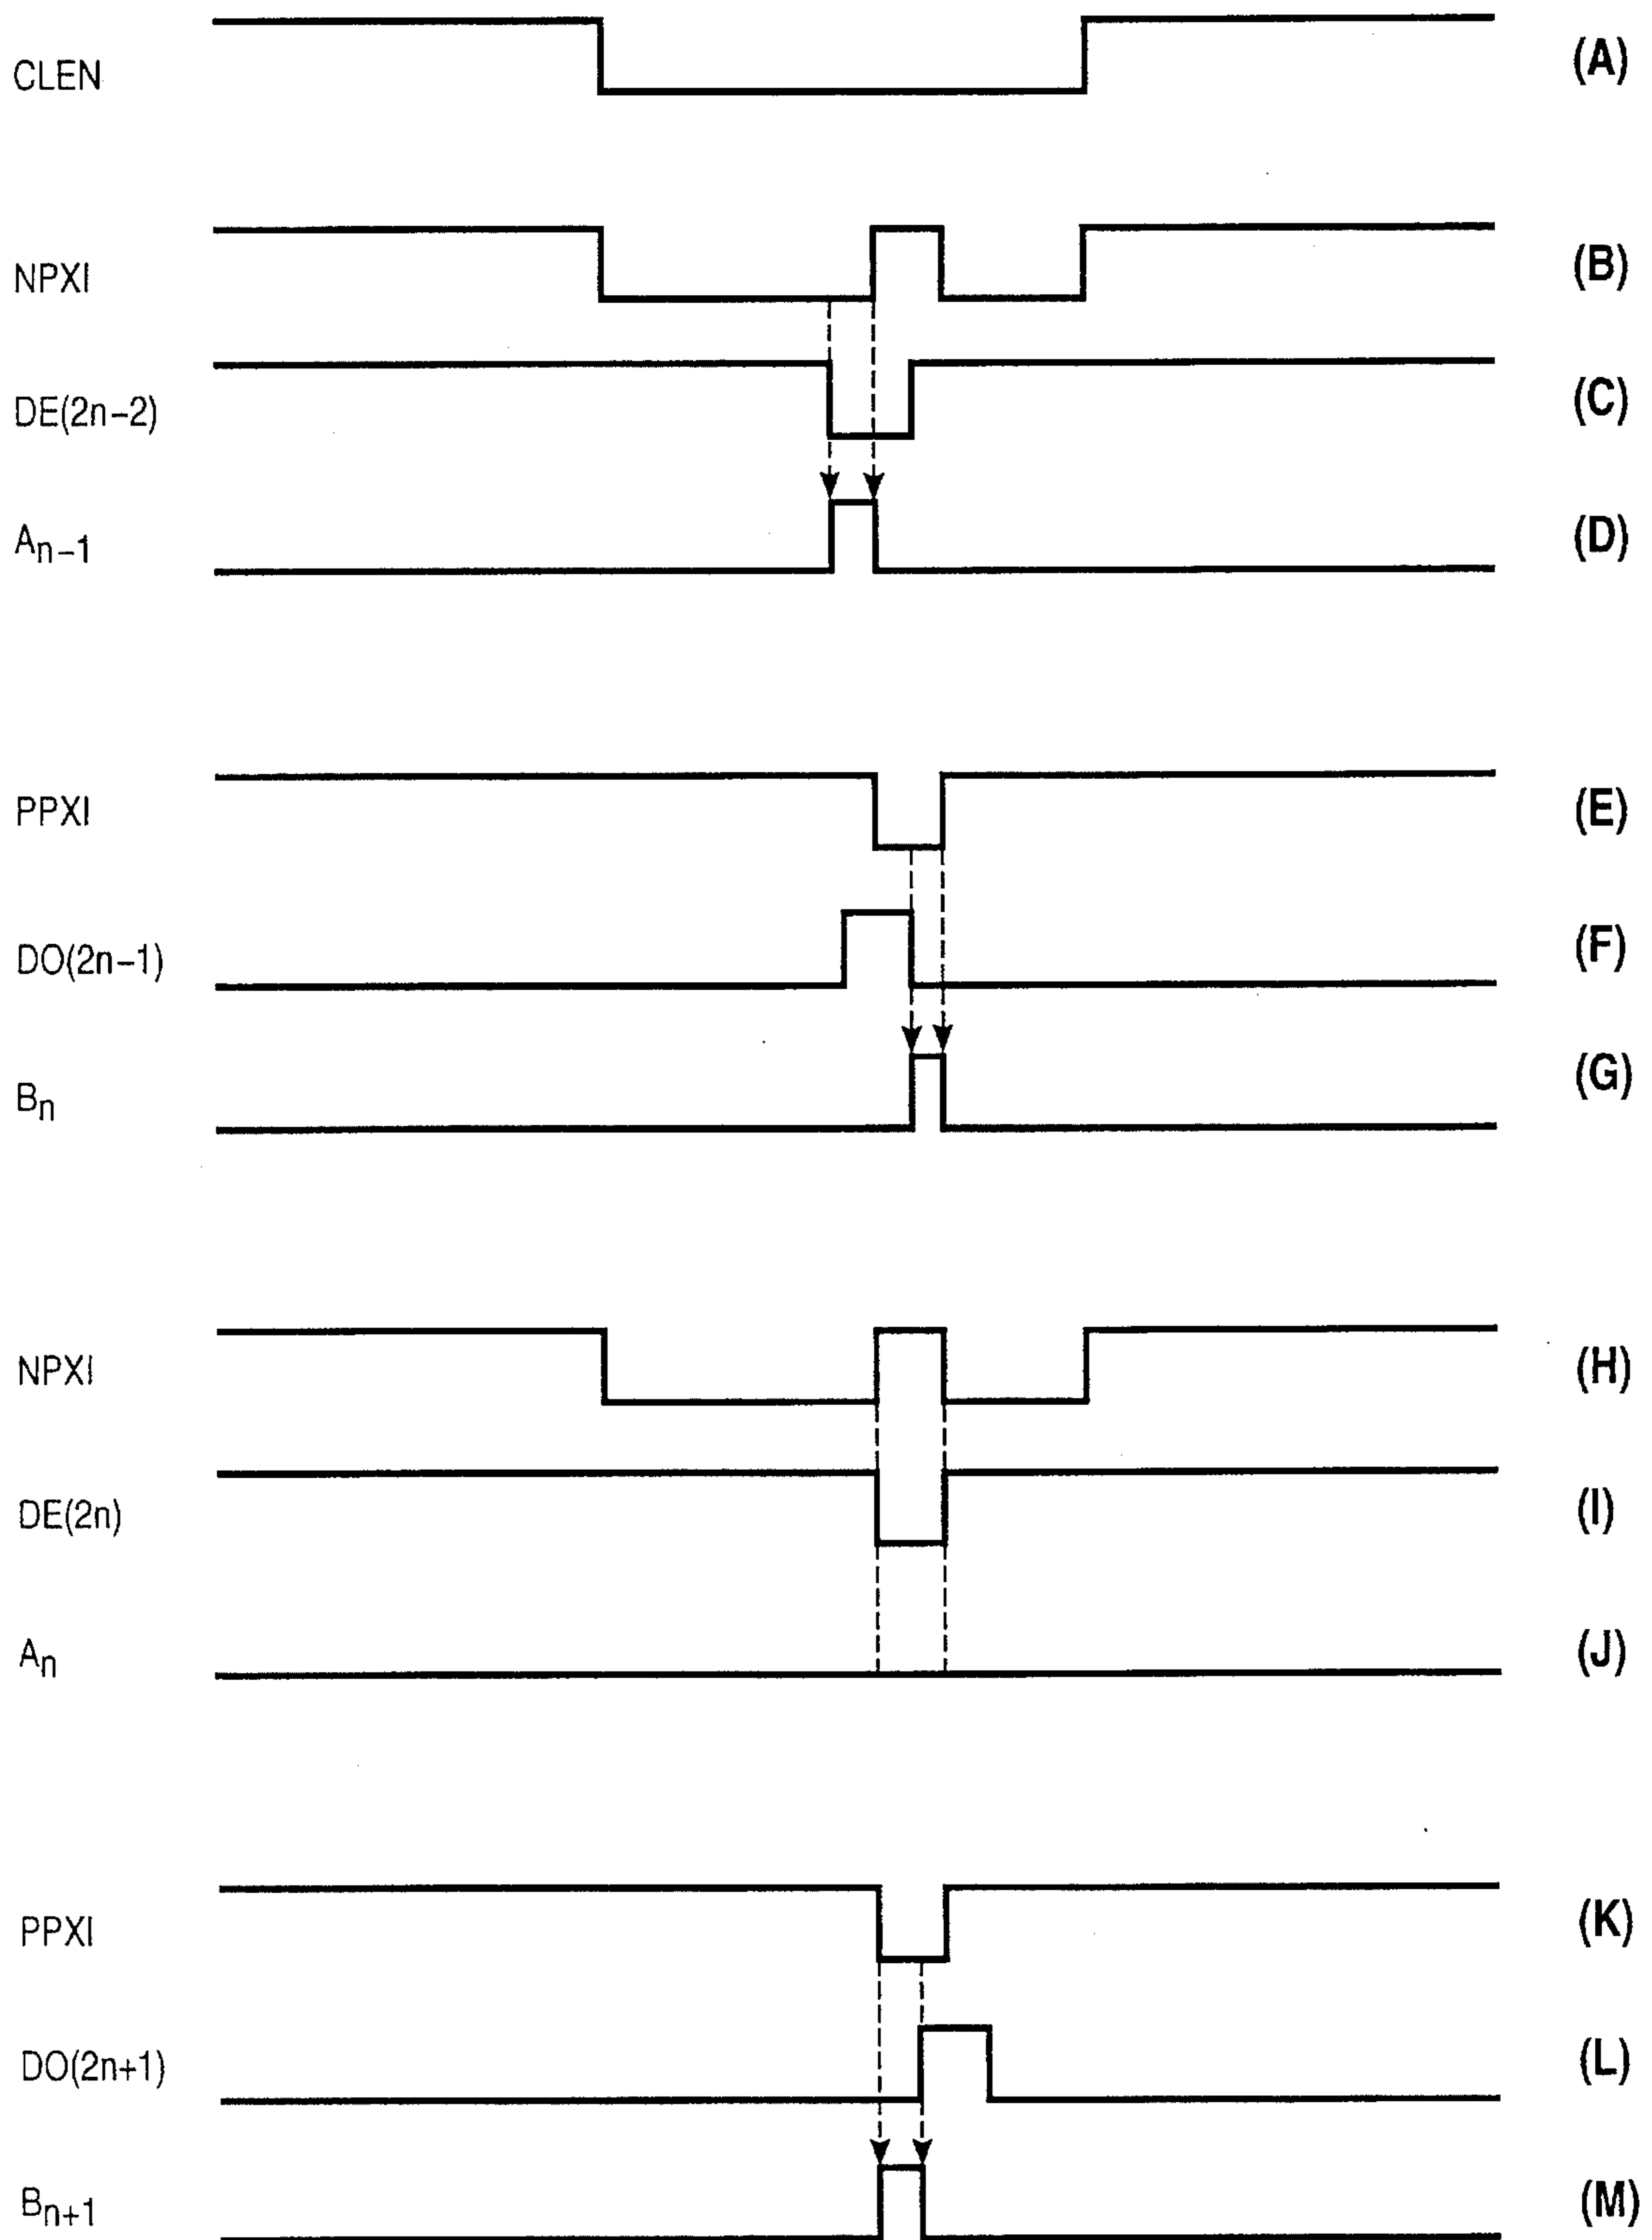 CLEN (A)
NPXI (B)
DE(2n-2) (C)
An-1 (D)
PPXI (E)
DO(2n-1) (F)
Bn (G)
NPXI (H)
DE(2n) (I)
An (J)
PPXI (K)
DO(2n+1) (L)
Bn+1 (M)